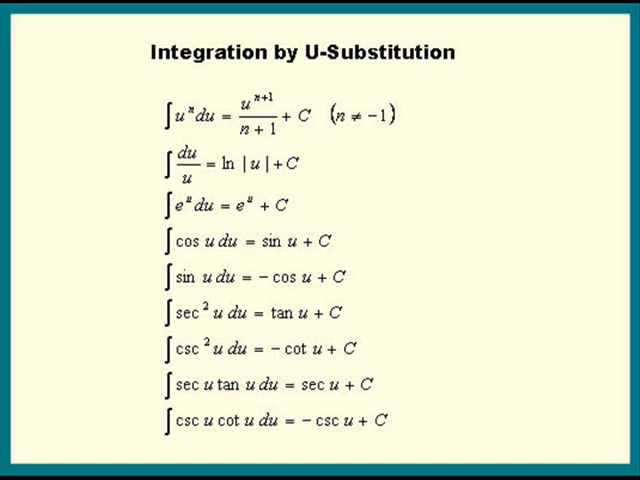 Integration by U-Substitution
∫ uⁿ du = uⁿ⁺¹/(n + 1) + C (n ≠ −1)
∫ du/u = ln |u| + C
∫ eᵘ du = eᵘ + C
∫ cos u du = sin u + C
∫ sin u du = − cos u + C
∫ sec² u du = tan u + C
∫ csc² u du = − cot u + C
∫ sec u tan u du = sec u + C
∫ csc u cot u du = − csc u + C